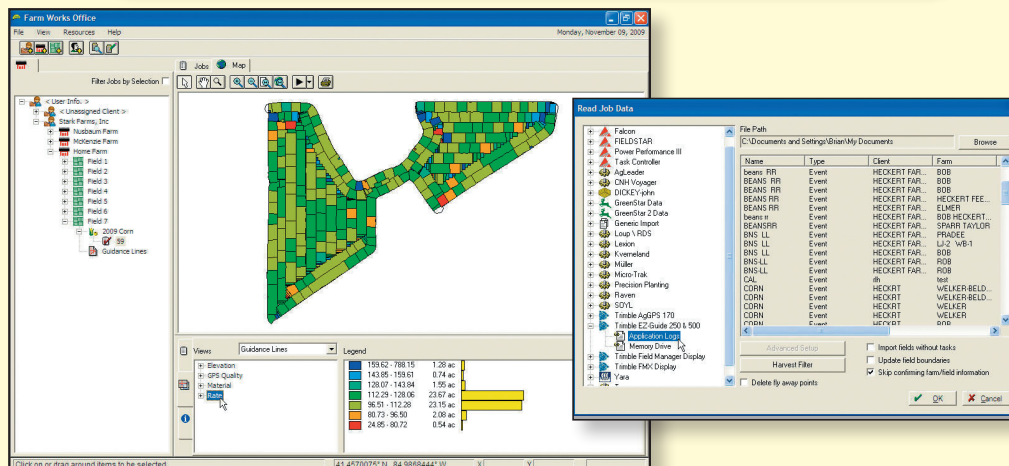 Farm Works Office
File View Resources Help
Monday, November 09, 2009
Filter Jobs by Selection
Jobs Map
< User Info. >
< Unassigned Client >
Stark Farms, Inc
Nusbaum Farm
McKenzie Farm
Home Farm
Field 1
Field 2
Field 3
Field 4
Field 5
Field 6
Field 7
2009 Corn
59
Guidance Lines
Views
Guidance Lines
Elevation
GPS Quality
Material
Rate
Legend
159.62 - 788.15 1.28 ac
143.85 - 159.61 0.74 ac
128.07 - 143.84 1.55 ac
112.29 - 128.06 23.67 ac
96.51 - 112.28 23.15 ac
80.73 - 96.50 2.08 ac
24.85 - 80.72 0.54 ac
Click on or drag around items to be selected.
41.4570075° N, 84.9868444° W X Y
Read Job Data
Falcon
FIELDSTAR
Power Performance III
Task Controller
AgLeader
CNH Voyager
DICKEY-john
GreenStar Data
GreenStar 2 Data
Generic Import
Loup \ RDS
Lexion
Kverneland
Müller
Micro-Trak
Precision Planting
Raven
SOYL
Trimble AgGPS 170
Trimble EZ-Guide 250 & 500
Application Logs
Memory Drive
Trimble Field Manager Display
Trimble FMX Display
Yara
File Path
C:\Documents and Settings\Brian\My Documents
Browse
Name Type Client Farm
beans RR Event HECKERT FAR... BOB
BEANS RR Event HECKERT FAR... BOB
BEANS RR Event HECKERT FAR... BOB
BEANS RR Event HECKERT FAR... HECKERT FEE...
BEANS RR Event HECKERT FAR... ELMER
beans rr Event HECKERT FAR... BOB HECKERT...
BEANSRR Event HECKERT FAR... SPARR TAYLOR
BNS LL Event HECKERT FAR... PRADEE
BNS LL Event HECKERT FAR... LJ-2 WB-1
BNS LL Event HECKERT FAR... BOB
BNS-LL Event HECKERT FAR... ROB
BNS-LL Event HECKERT FAR... ROB
CAL Event dh test
CORN Event HECKRT WELKER-BELD...
CORN Event HECKRT WELKER-BELD...
CORN Event HECKRT WELKER
CORN Event HECKRT WELKER
CORN Event HECKERT FAR... BOB
Advanced Setup
Harvest Filter
Import fields without tasks
Update field boundaries
Skip confirming farm/field information
Delete fly away points
OK Cancel